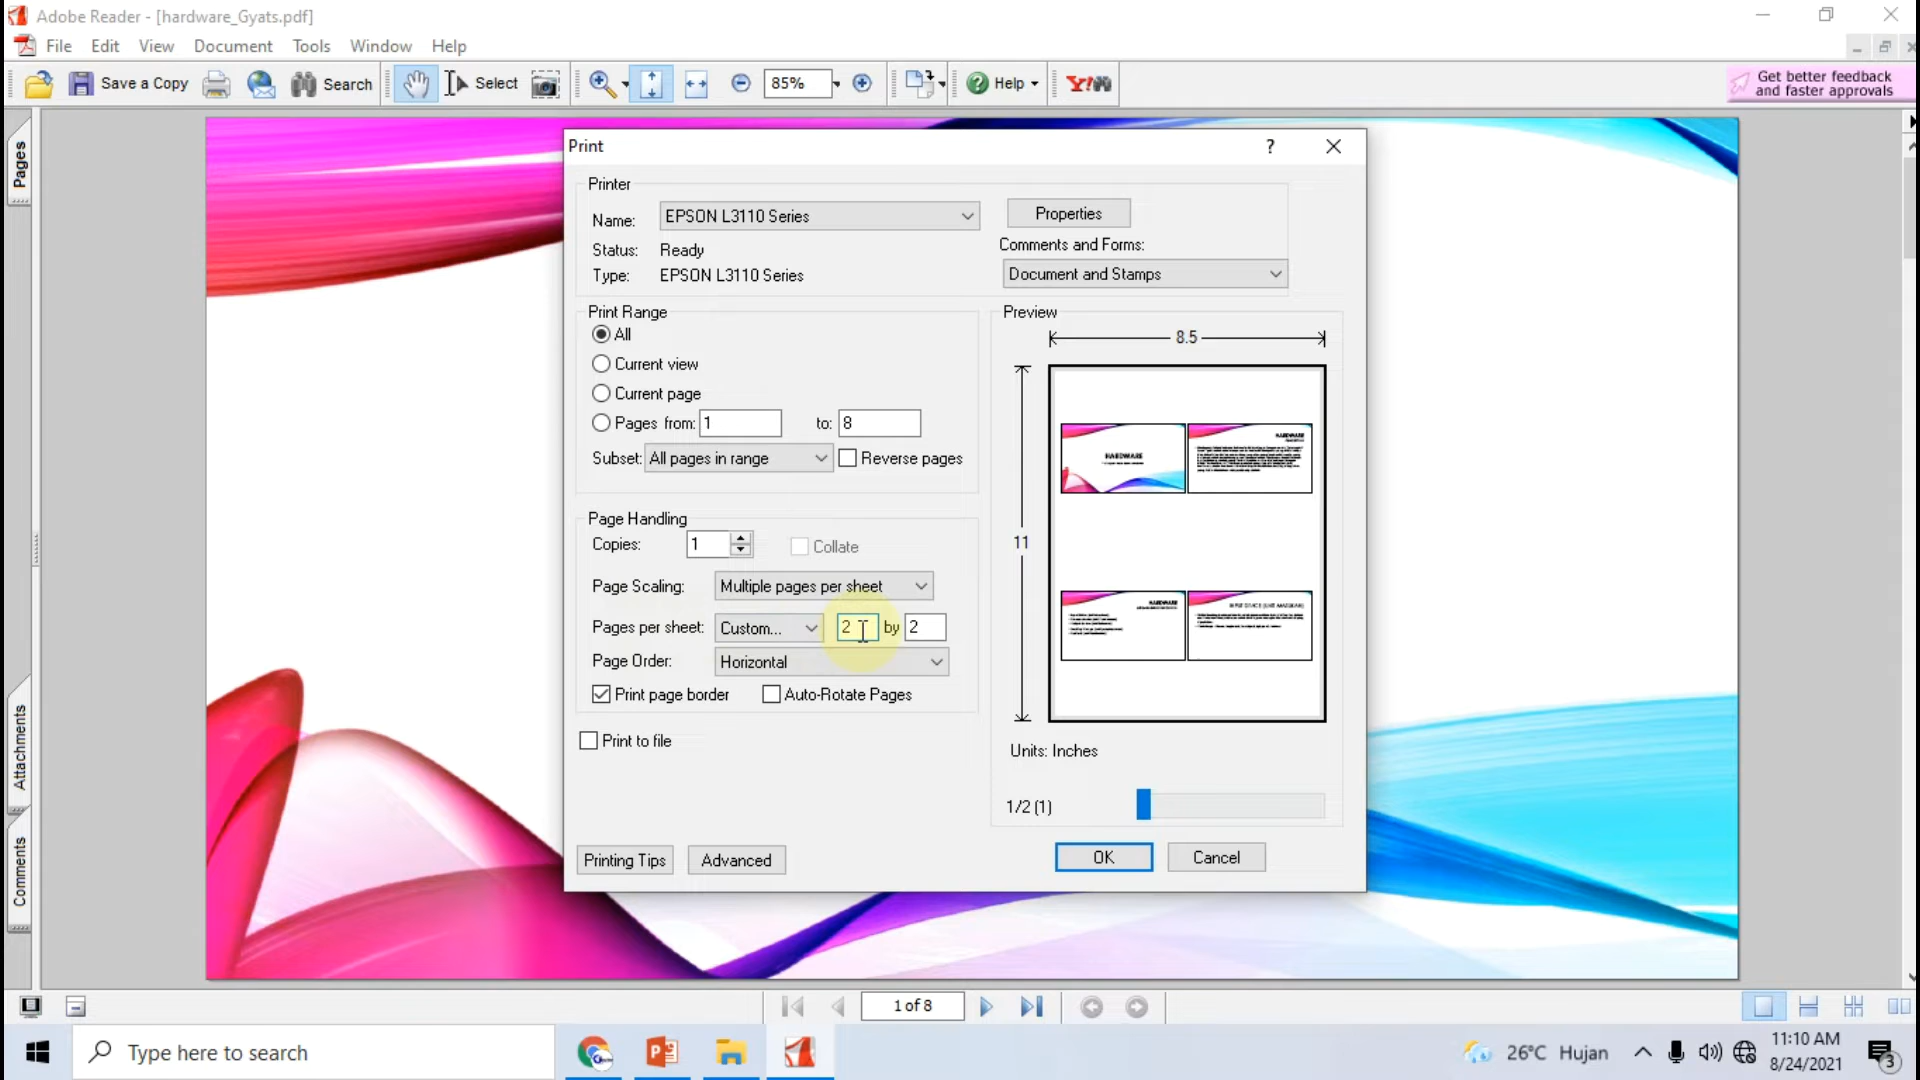 Adobe Reader - [hardware_Gyats.pdf]
File Edit View Document Tools Window Help
Save a Copy Search Select 85% Help Y!
Get better feedback
and faster approvals
Pages
Attachments
Comments
Print ?
Printer
Name: EPSON L3110 Series Properties
Status: Ready Comments and Forms:
Type: EPSON L3110 Series Document and Stamps
Print Range
All
Current view
Current page
Pages from: 1 to: 8
Subset: All pages in range Reverse pages
Page Handling
Copies: 1 Collate
Page Scaling: Multiple pages per sheet
Pages per sheet: Custom... 2 by 2
Page Order: Horizontal
Print page border Auto-Rotate Pages
Print to file
Printing Tips Advanced
Preview
8.5
11
HARDWARE
HARDWARE
HARDWARE
Units: Inches
1/2 (1)
OK Cancel
1 of 8
Type here to search
26°C Hujan
11:10 AM
8/24/2021
3